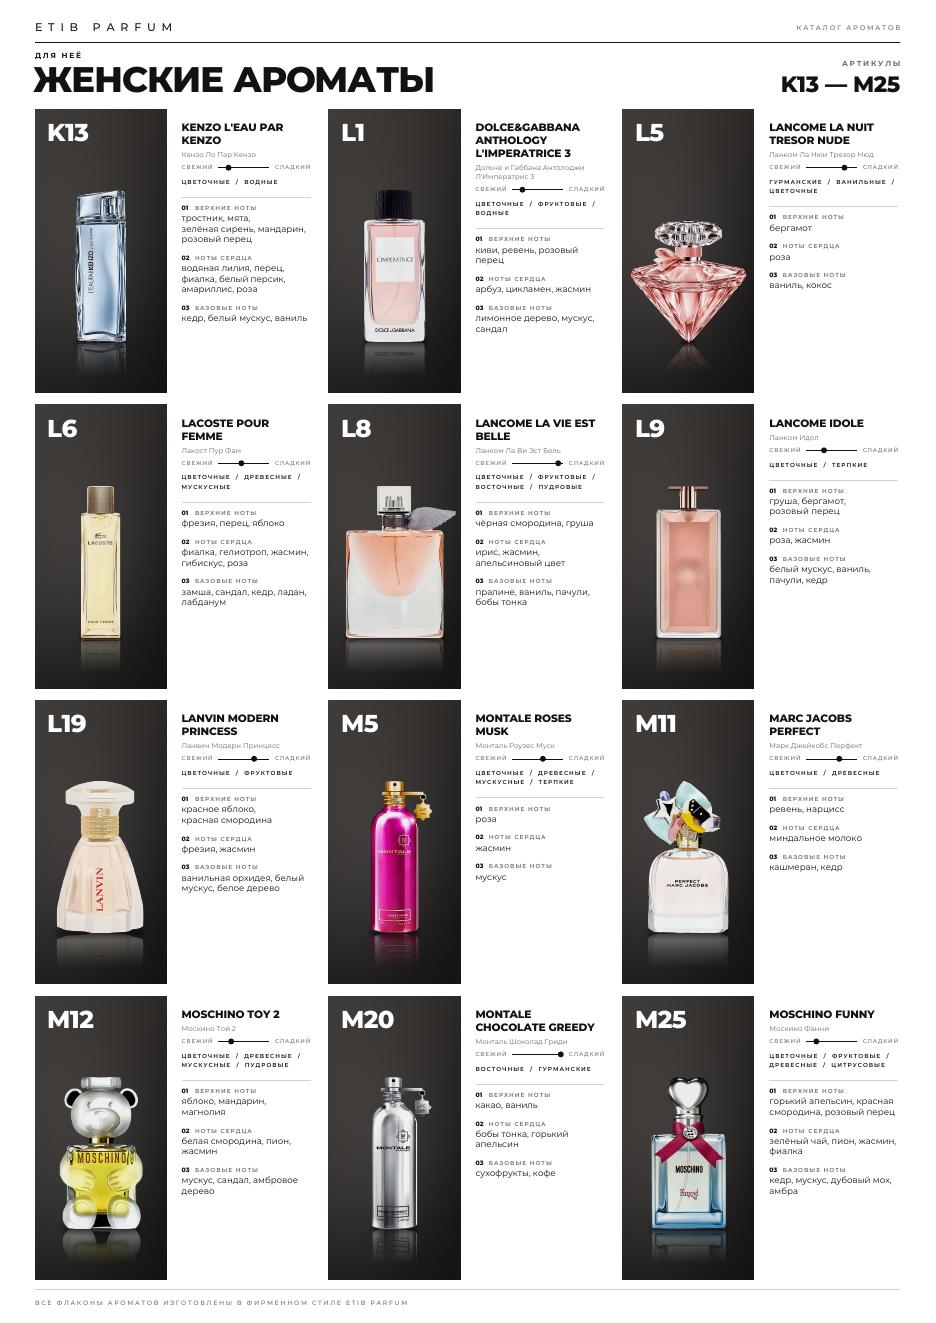 ETIB PARFUM
КАТАЛОГ АРОМАТОВ
ДЛЯ НЕЁ
ЖЕНСКИЕ АРОМАТЫ
АРТИКУЛЫ
K13 — M25
K13
L'EAU PAR KENZO
KENZO L'EAU PAR
KENZO
Кензо Ло Пар Кензо
СВЕЖИЙ СЛАДКИЙ
ЦВЕТОЧНЫЕ / ВОДНЫЕ
01 ВЕРХНИЕ НОТЫ
тростник, мята,
зелёная сирень, мандарин,
розовый перец
02 НОТЫ СЕРДЦА
водяная лилия, перец,
фиалка, белый персик,
амариллис, роза
03 БАЗОВЫЕ НОТЫ
кедр, белый мускус, ваниль
L1
L'IMPERATRICE
DOLCE&GABBANA
DOLCE&GABBANA
ANTHOLOGY
L'IMPERATRICE 3
Дольче и Габбана Антолоджи
Л'Императрис 3
СВЕЖИЙ СЛАДКИЙ
ЦВЕТОЧНЫЕ / ФРУКТОВЫЕ /
ВОДНЫЕ
01 ВЕРХНИЕ НОТЫ
киви, ревень, розовый
перец
02 НОТЫ СЕРДЦА
арбуз, цикламен, жасмин
03 БАЗОВЫЕ НОТЫ
лимонное дерево, мускус,
сандал
L5
LANCOME LA NUIT
TRESOR NUDE
Ланком Ла Нюи Трезор Нюд
СВЕЖИЙ СЛАДКИЙ
ГУРМАНСКИЕ / ВАНИЛЬНЫЕ /
ЦВЕТОЧНЫЕ
01 ВЕРХНИЕ НОТЫ
бергамот
02 НОТЫ СЕРДЦА
роза
03 БАЗОВЫЕ НОТЫ
ваниль, кокос
L6
LACOSTE
POUR FEMME
LACOSTE POUR
FEMME
Лакост Пур Фам
СВЕЖИЙ СЛАДКИЙ
ЦВЕТОЧНЫЕ / ДРЕВЕСНЫЕ /
МУСКУСНЫЕ
01 ВЕРХНИЕ НОТЫ
фрезия, перец, яблоко
02 НОТЫ СЕРДЦА
фиалка, гелиотроп, жасмин,
гибискус, роза
03 БАЗОВЫЕ НОТЫ
замша, сандал, кедр, ладан,
лабданум
L8
LANCOME LA VIE EST
BELLE
Ланком Ла Ви Эст Бель
СВЕЖИЙ СЛАДКИЙ
ЦВЕТОЧНЫЕ / ФРУКТОВЫЕ /
ВОСТОЧНЫЕ / ПУДРОВЫЕ
01 ВЕРХНИЕ НОТЫ
чёрная смородина, груша
02 НОТЫ СЕРДЦА
ирис, жасмин,
апельсиновый цвет
03 БАЗОВЫЕ НОТЫ
пралине, ваниль, пачули,
бобы тонка
L9
LANCOME IDOLE
Ланком Идол
СВЕЖИЙ СЛАДКИЙ
ЦВЕТОЧНЫЕ / ТЕРПКИЕ
01 ВЕРХНИЕ НОТЫ
груша, бергамот,
розовый перец
02 НОТЫ СЕРДЦА
роза, жасмин
03 БАЗОВЫЕ НОТЫ
белый мускус, ваниль,
пачули, кедр
L19
LANVIN
LANVIN MODERN
PRINCESS
Ланвин Модерн Принцесс
СВЕЖИЙ СЛАДКИЙ
ЦВЕТОЧНЫЕ / ФРУКТОВЫЕ
01 ВЕРХНИЕ НОТЫ
красное яблоко,
красная смородина
02 НОТЫ СЕРДЦА
фрезия, жасмин
03 БАЗОВЫЕ НОТЫ
ванильная орхидея, белый
мускус, белое дерево
M5
MONTALE
MONTALE ROSES
MUSK
Монталь Роузес Муск
СВЕЖИЙ СЛАДКИЙ
ЦВЕТОЧНЫЕ / ДРЕВЕСНЫЕ /
МУСКУСНЫЕ / ТЕРПКИЕ
01 ВЕРХНИЕ НОТЫ
роза
02 НОТЫ СЕРДЦА
жасмин
03 БАЗОВЫЕ НОТЫ
мускус
M11
PERFECT
MARC JACOBS
MARC JACOBS
PERFECT
Марк Джейкобс Перфект
СВЕЖИЙ СЛАДКИЙ
ЦВЕТОЧНЫЕ / ДРЕВЕСНЫЕ
01 ВЕРХНИЕ НОТЫ
ревень, нарцисс
02 НОТЫ СЕРДЦА
миндальное молоко
03 БАЗОВЫЕ НОТЫ
кашмеран, кедр
M12
MOSCHINO
MOSCHINO TOY 2
Москино Той 2
СВЕЖИЙ СЛАДКИЙ
ЦВЕТОЧНЫЕ / ДРЕВЕСНЫЕ /
МУСКУСНЫЕ / ПУДРОВЫЕ
01 ВЕРХНИЕ НОТЫ
яблоко, мандарин,
магнолия
02 НОТЫ СЕРДЦА
белая смородина, пион,
жасмин
03 БАЗОВЫЕ НОТЫ
мускус, сандал, амбровое
дерево
M20
MONTALE
MONTALE
CHOCOLATE GREEDY
Монталь Шоколад Гриди
СВЕЖИЙ СЛАДКИЙ
ВОСТОЧНЫЕ / ГУРМАНСКИЕ
01 ВЕРХНИЕ НОТЫ
какао, ваниль
02 НОТЫ СЕРДЦА
бобы тонка, горький
апельсин
03 БАЗОВЫЕ НОТЫ
сухофрукты, кофе
M25
MOSCHINO
Funny!
MOSCHINO FUNNY
Москино Фанни
СВЕЖИЙ СЛАДКИЙ
ЦВЕТОЧНЫЕ / ФРУКТОВЫЕ /
ДРЕВЕСНЫЕ / ЦИТРУСОВЫЕ
01 ВЕРХНИЕ НОТЫ
горький апельсин, красная
смородина, розовый перец
02 НОТЫ СЕРДЦА
зелёный чай, пион, жасмин,
фиалка
03 БАЗОВЫЕ НОТЫ
кедр, мускус, дубовый мох,
амбра
ВСЕ ФЛАКОНЫ АРОМАТОВ ИЗГОТОВЛЕНЫ В ФИРМЕННОМ СТИЛЕ ETIB PARFUM